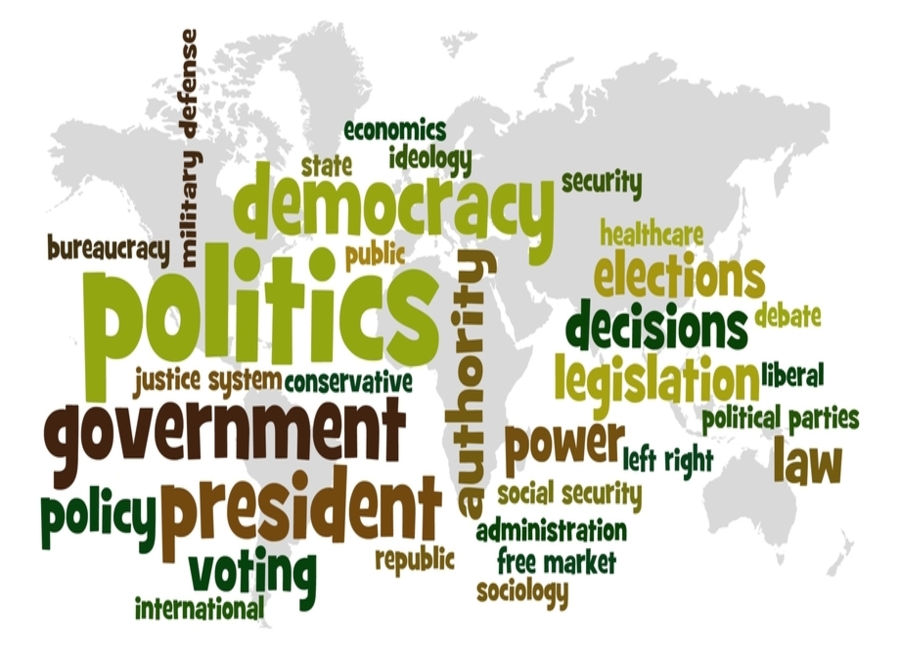 military defense
economics
ideology
state
democracy
security
bureaucracy
public
healthcare
politics
authority
elections
decisions
debate
justice system
conservative
legislation
liberal
government
political parties
power
left right
law
policy
president
social security
administration
voting
republic
free market
sociology
international